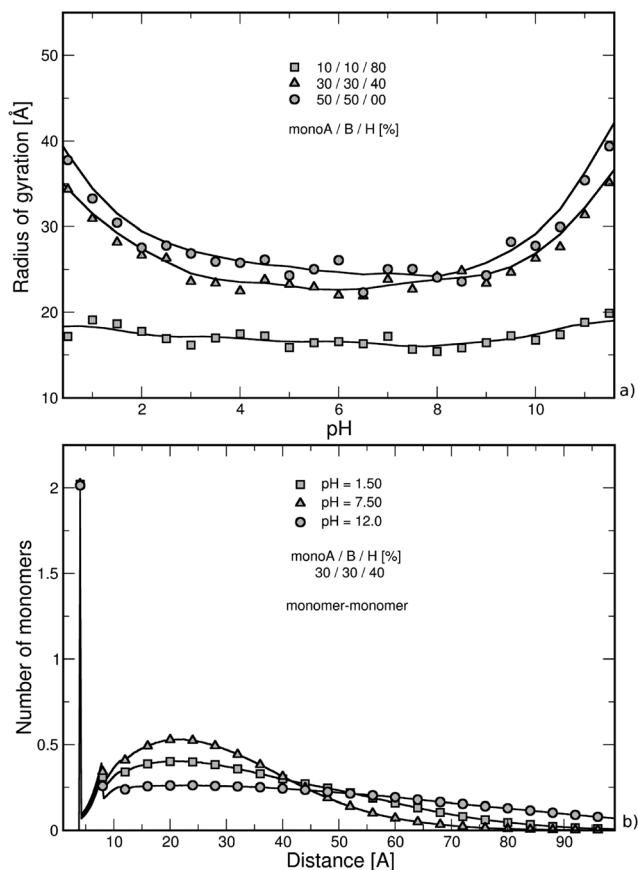 50
40
30
20
10
Radius of gyration [Å]
10 / 10 / 80
30 / 30 / 40
50 / 50 / 00
monoA / B / H [%]
2
4
6
8
10
pH
a)
2
1.5
1
0.5
0
Number of monomers
pH = 1.50
pH = 7.50
pH = 12.0
monoA / B / H [%]
30 / 30 / 40
monomer-monomer
10
20
30
40
50
60
70
80
90
Distance [A]
b)